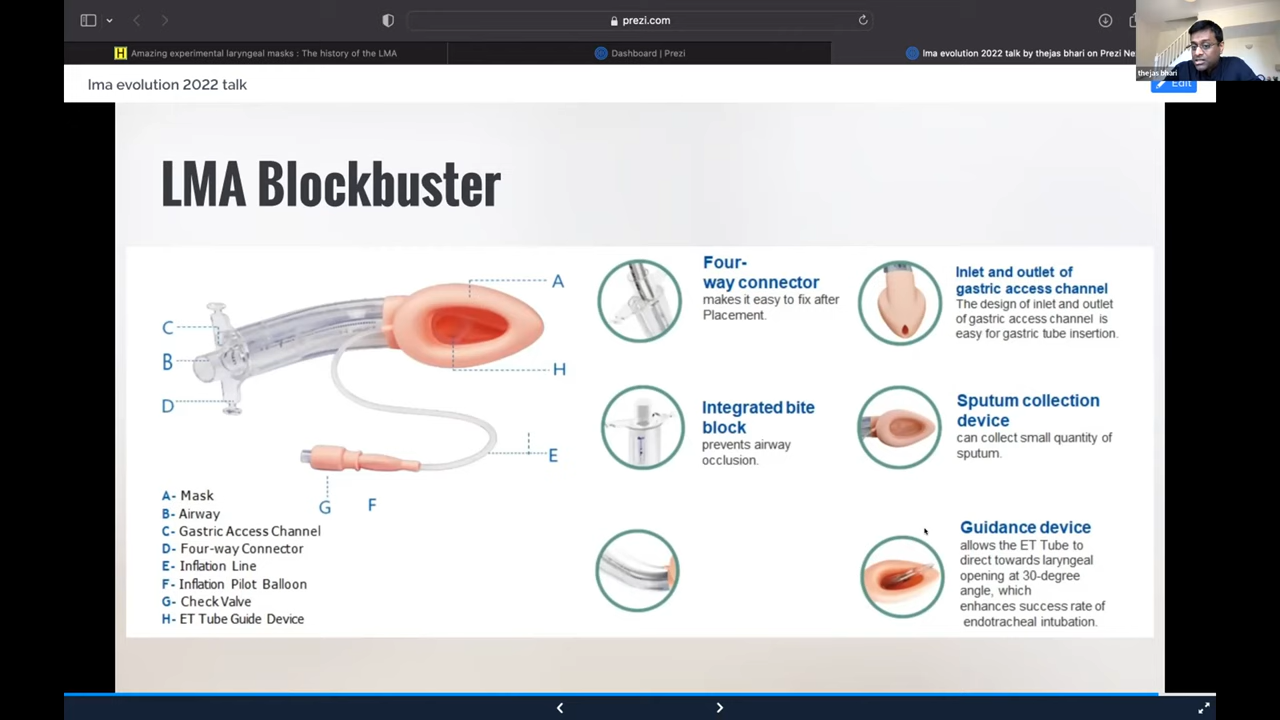 prezi.com
H Amazing experimental laryngeal masks : The history of the LMA
Dashboard | Prezi
lma evolution 2022 talk by thejas bhari on Prezi Ne
thejas bhari
lma evolution 2022 talk
Edit
LMA Blockbuster
A
C
B
D
H
E
G
F
A- Mask
B- Airway
C- Gastric Access Channel
D- Four-way Connector
E- Inflation Line
F- Inflation Pilot Balloon
G- Check Valve
H- ET Tube Guide Device
Four-
way connector
makes it easy to fix after
Placement.
Integrated bite
block
prevents airway
occlusion.
Inlet and outlet of
gastric access channel
The design of inlet and outlet
of gastric access channel is
easy for gastric tube insertion.
Sputum collection
device
can collect small quantity of
sputum.
Guidance device
allows the ET Tube to
direct towards laryngeal
opening at 30-degree
angle, which
enhances success rate of
endotracheal intubation.